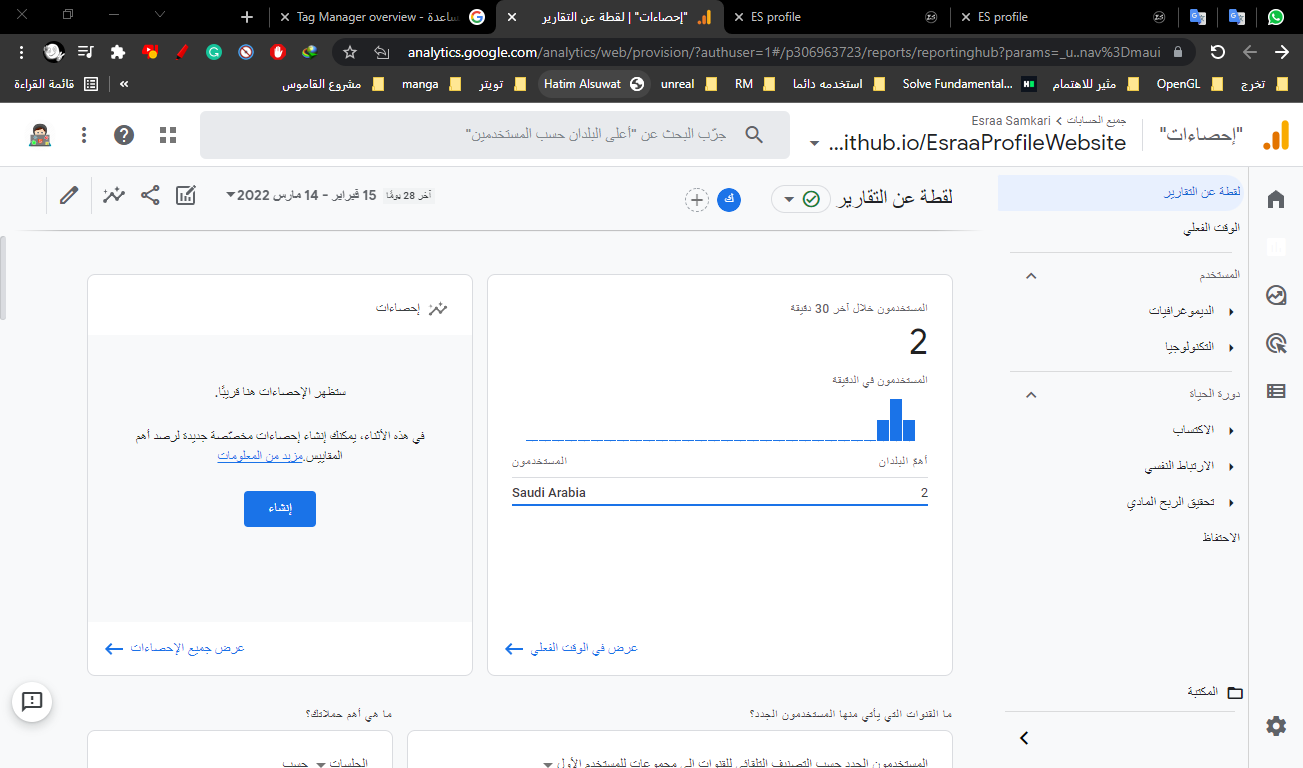 Tag Manager overview - ساعدة
"إحصاءات" | لقطة عن التقارير
ES profile
ES profile
analytics.google.com/analytics/web/provision/?authuser=1#/p306963723/reports/reportinghub?params=_u..nav%3Dmaui
تخرج
OpenGL
مثير للاهتمام
Solve Fundamental...
استخدمه دائما
RM
unreal
Hatim Alsuwat
تويتر
manga
مشروع القاموس
»
قائمة القراءة
"إحصاءات"
جميع الحسابات > Esraa Samkari
...ithub.io/EsraaProfileWebsite
جرّب البحث عن "أعلى البلدان حسب المستخدمين"
لقطة عن التقارير
الوقت الفعلي
المستخدم
الديموغرافيات
التكنولوجيا
دورة الحياة
الاكتساب
الارتباط النفسي
تحقيق الربح المادي
الاحتفاظ
المكتبة
لقطة عن التقارير
ك
آخر 28 يومًا
15 فبراير - 14 مارس 2022
المستخدمون خلال آخر 30 دقيقة
2
المستخدمون في الدقيقة
أهمّ البلدان
المستخدمون
Saudi Arabia
2
عرض في الوقت الفعلي
إحصاءات
ستظهر الإحصاءات هنا قريبًا.
في هذه الأثناء، يمكنك إنشاء إحصاءات مخصّصة جديدة لرصد أهم
المقاييس.مزيد من المعلومات
إنشاء
عرض جميع الإحصاءات
ما القنوات التي يأتي منها المستخدمون الجدد؟
المستخدمون الجدد حسب التصنيف التلقائي للقنوات إلى مجموعات للمستخدم الأول
ما هي أهم حملاتك؟
الجلسات
حسب